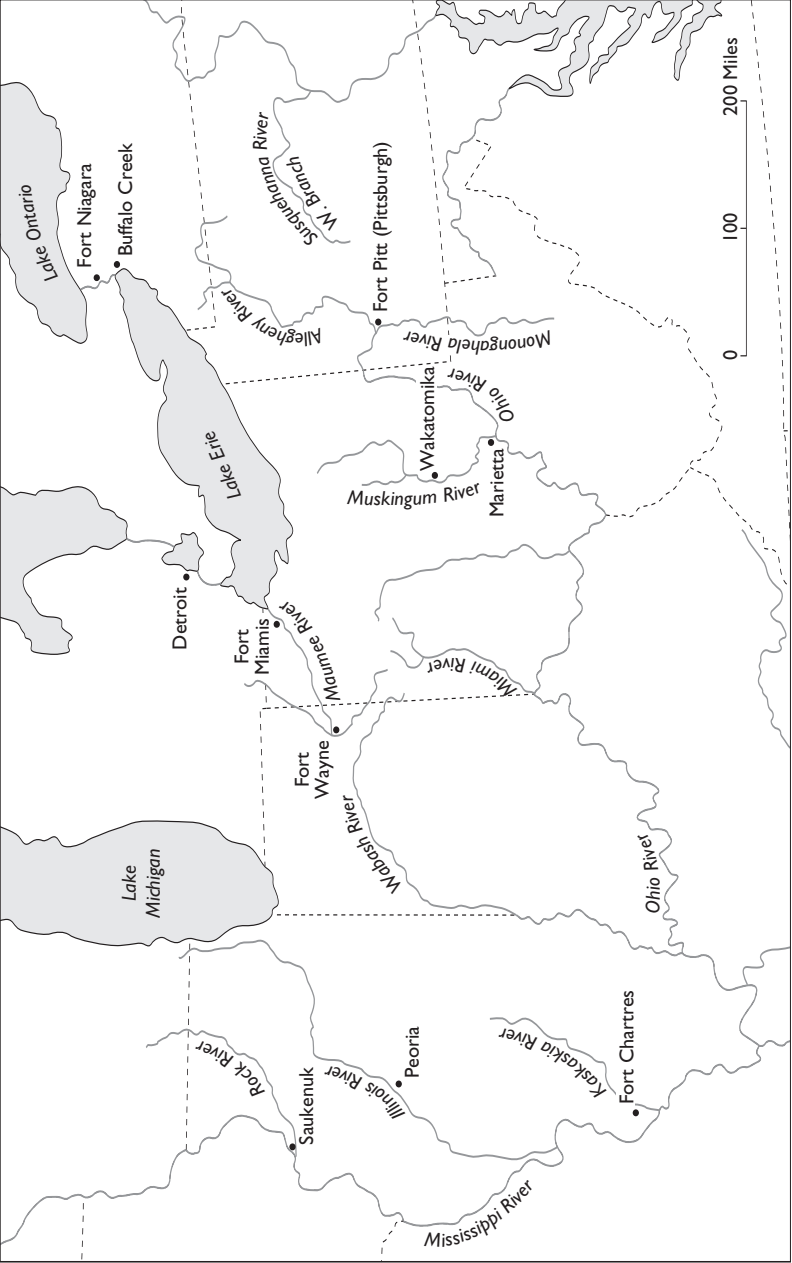 Lake Ontario
Fort Niagara
Buffalo Creek
Susquehanna River
W. Branch
Allegheny River
Fort Pitt (Pittsburgh)
Monongahela River
Lake Erie
Ohio River
Wakatomika
Muskingum River
Marietta
Detroit
Fort
Miamis
Maumee River
Miami River
Fort
Wayne
Wabash River
Ohio River
Lake
Michigan
Rock River
Saukenuk
Illinois River
Peoria
Kaskaskia River
Fort Chartres
Mississippi River
0
100
200 Miles